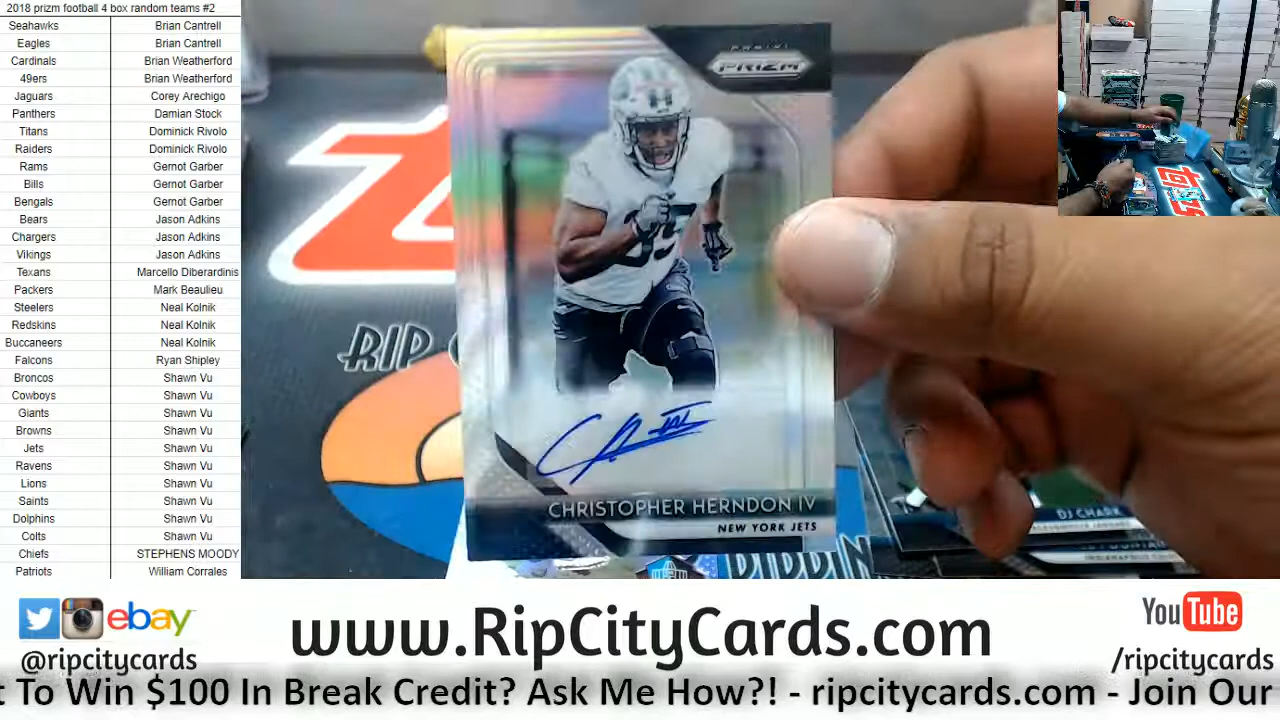 2018 prizm football 4 box random teams #2
Seahawks Brian Cantrell
Eagles Brian Cantrell
Cardinals Brian Weatherford
49ers Brian Weatherford
Jaguars Corey Arechigo
Panthers Damian Stock
Titans Dominick Rivolo
Raiders Dominick Rivolo
Rams Gernot Garber
Bills Gernot Garber
Bengals Gernot Garber
Bears Jason Adkins
Chargers Jason Adkins
Vikings Jason Adkins
Texans Marcello Diberardinis
Packers Mark Beaulieu
Steelers Neal Kolnik
Redskins Neal Kolnik
Buccaneers Neal Kolnik
Falcons Ryan Shipley
Broncos Shawn Vu
Cowboys Shawn Vu
Giants Shawn Vu
Browns Shawn Vu
Jets Shawn Vu
Ravens Shawn Vu
Lions Shawn Vu
Saints Shawn Vu
Dolphins Shawn Vu
Colts Shawn Vu
Chiefs STEPHENS MOODY
Patriots William Corrales
PRIZM
RIP
CHRISTOPHER HERNDON IV
NEW YORK JETS
DJ CHARK
RIPPIN
ebay
@ripcitycards
www.RipCityCards.com
YouTube
/ripcitycards
t To Win $100 In Break Credit? Ask Me How?! - ripcitycards.com - Join Our